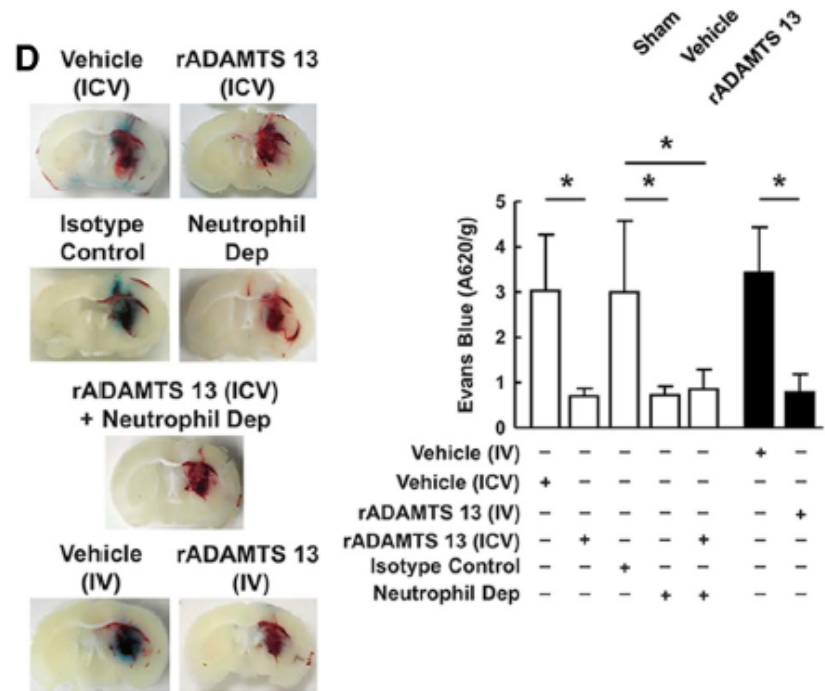 D
Vehicle
(ICV)
rADAMTS 13
(ICV)
Isotype
Control
Neutrophil
Dep
rADAMTS 13 (ICV)
+ Neutrophil Dep
Vehicle
(IV)
rADAMTS 13
(IV)
Sham
Vehicle
rADAMTS 13
*
* * *
Evans Blue (A620/g)
5
4
3
2
1
0
Vehicle (IV) – – – – – + –
Vehicle (ICV) + – – – – – –
rADAMTS 13 (IV) – – – – – – +
rADAMTS 13 (ICV) – + – – + – –
Isotype Control – – + – – – –
Neutrophil Dep – – – + + – –